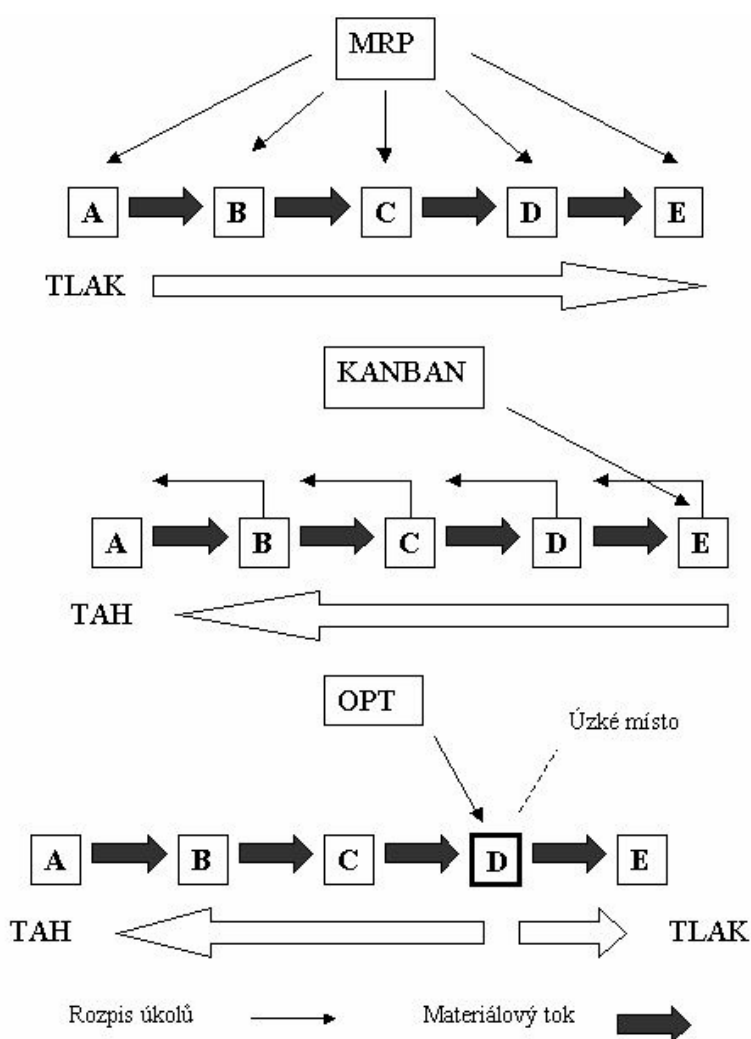 MRP
A B C D E
TLAK
KANBAN
A B C D E
TAH
OPT
Úzké místo
A B C D E
TAH TLAK
Rozpis úkolů Materiálový tok